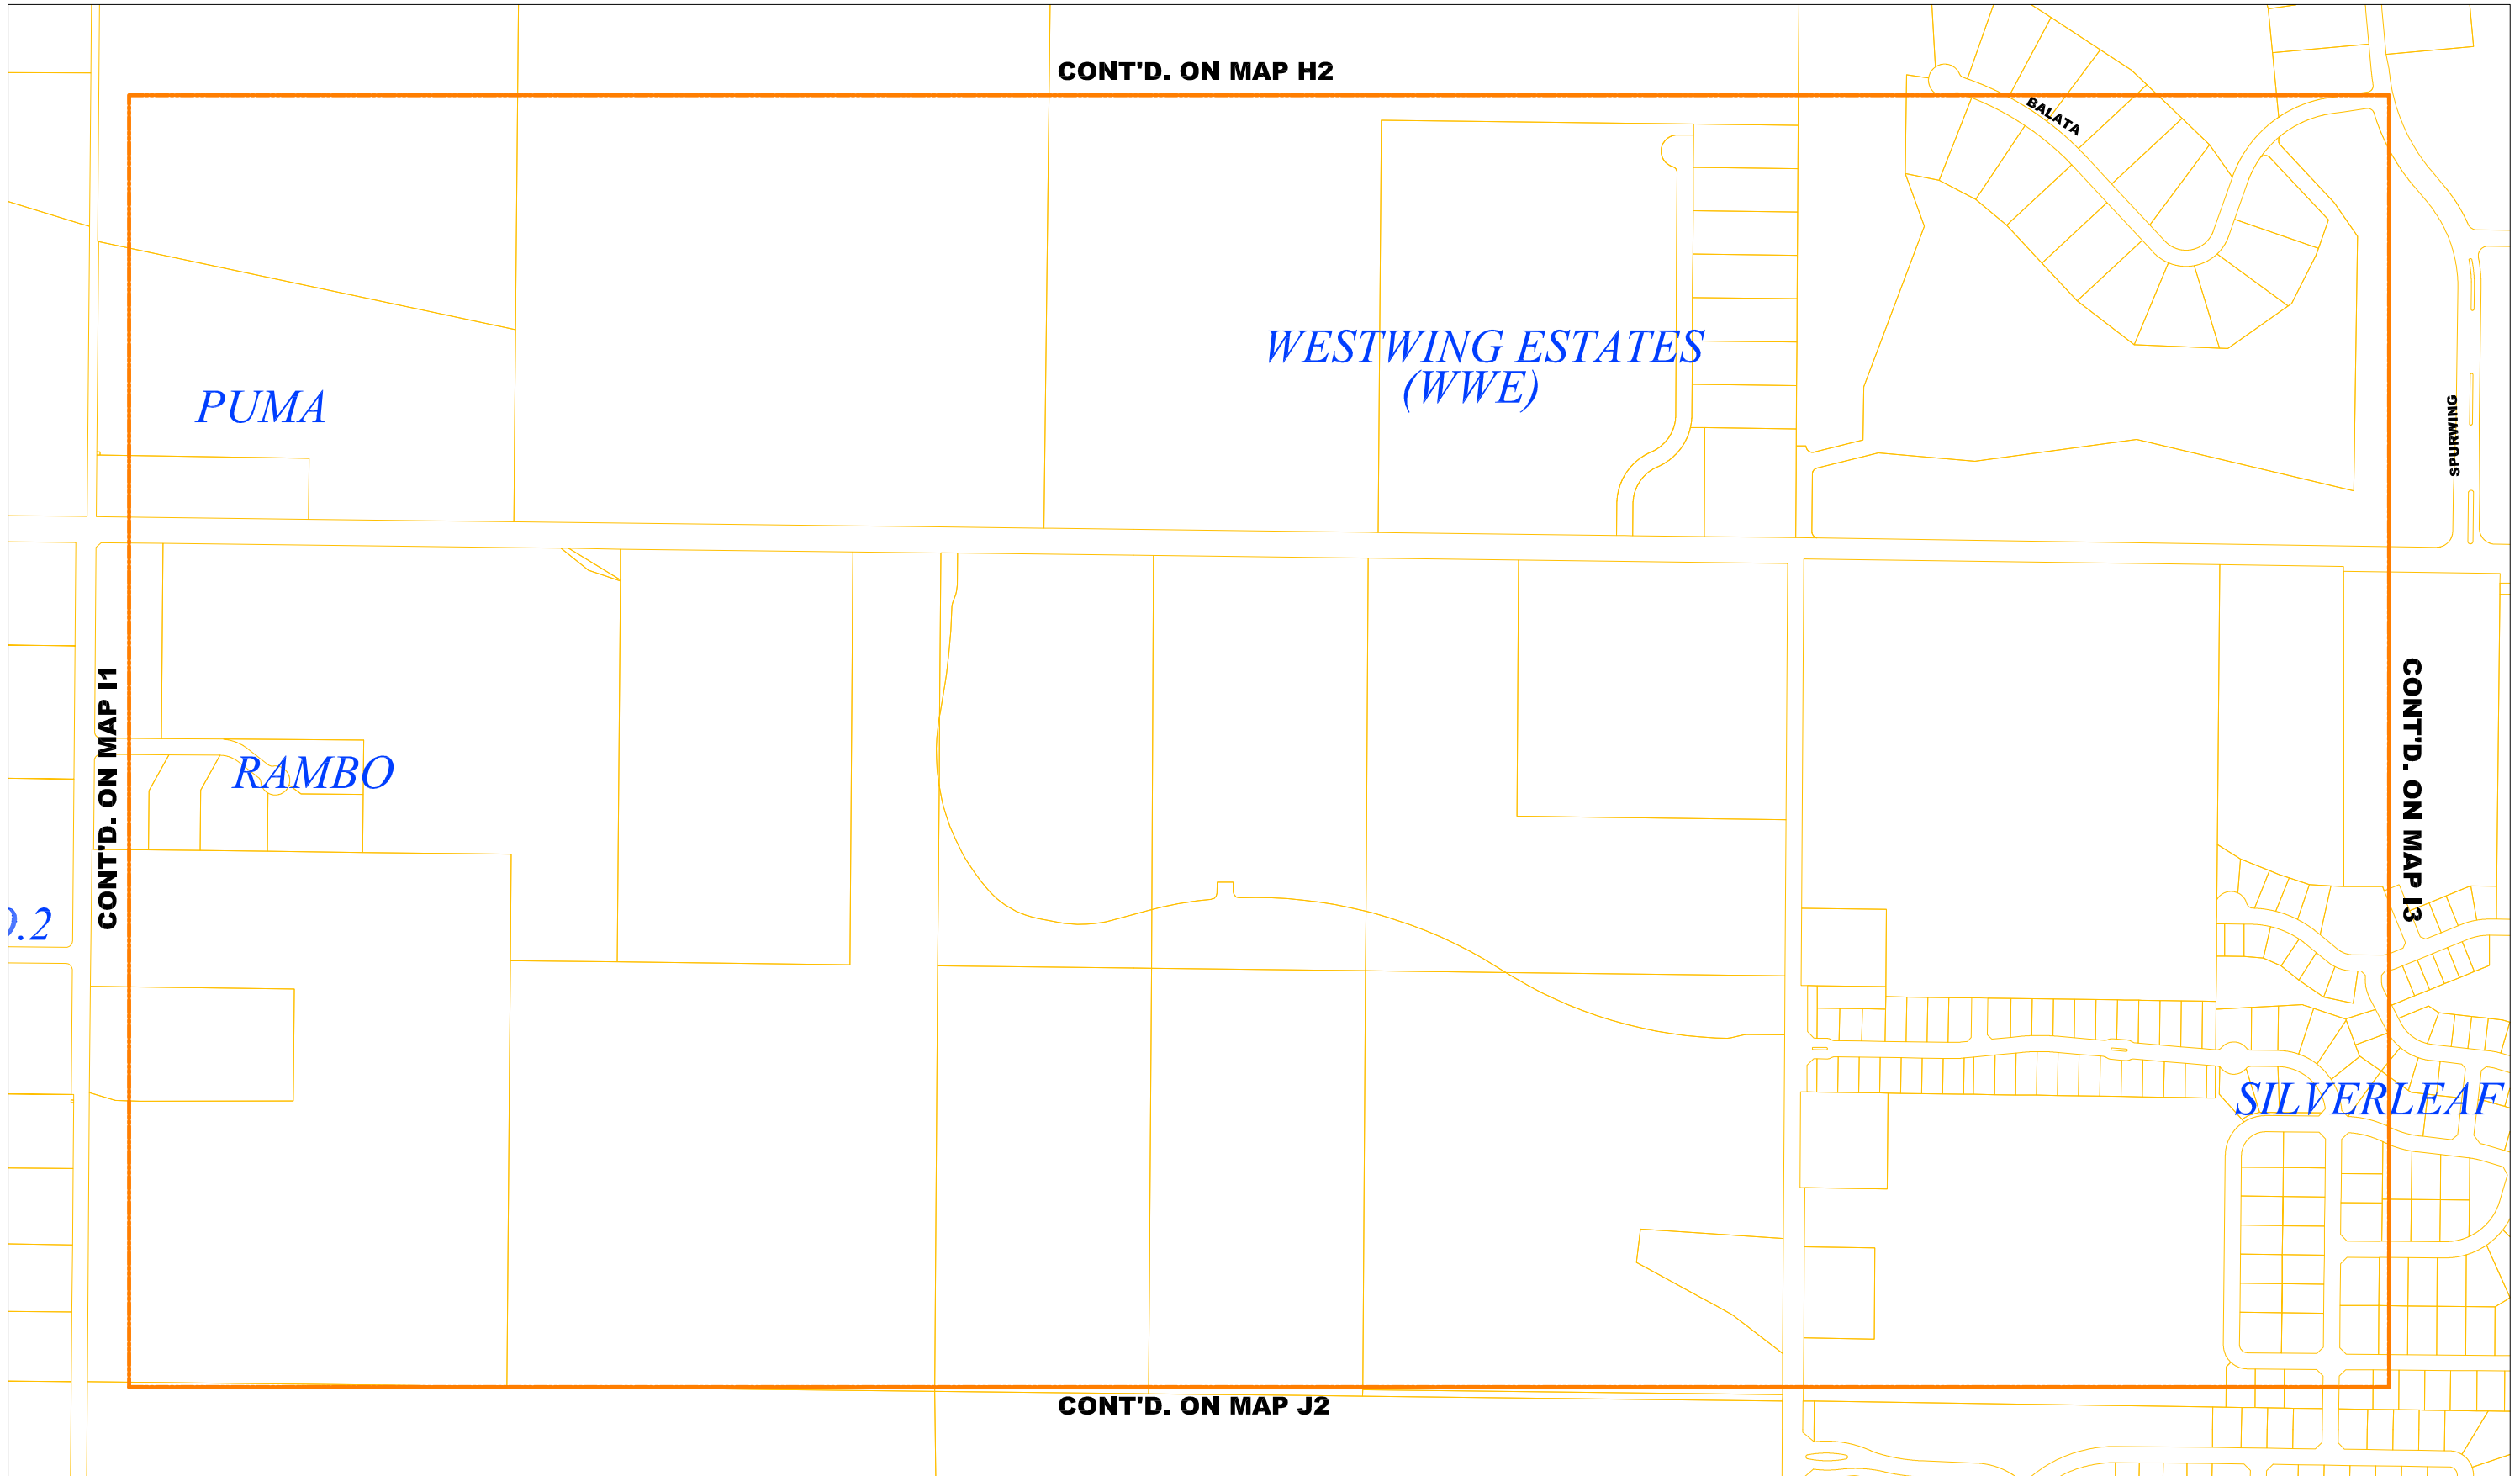 CONT'D. ON MAP H2
BALATA
WESTWING ESTATES
(WWE)
PUMA
SPURWING
CONT'D. ON MAP I1
CONT'D. ON MAP I3
RAMBO
.2
SILVERLEAF
CONT'D. ON MAP J2